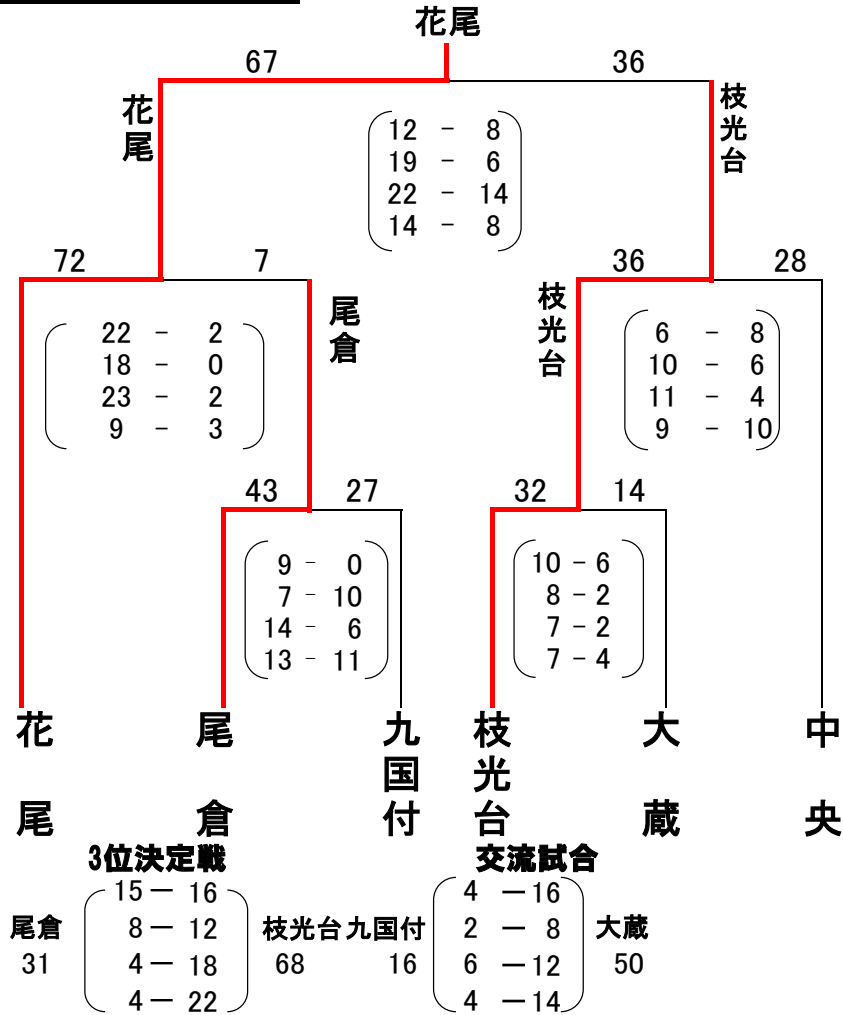 花尾
67 36
花尾
枝光台
12 - 8
19 - 6
22 - 14
14 - 8
72 7
36 28
尾倉
枝光台
22 - 2
18 - 0
23 - 2
9 - 3
6 - 8
10 - 6
11 - 4
9 - 10
43 27
32 14
9 - 0
7 - 10
14 - 6
13 - 11
10 - 6
8 - 2
7 - 2
7 - 4
花尾
尾倉
九国付
枝光台
大蔵
中央
3位決定戦
15 － 16
8 － 12
4 － 18
4 － 22
尾倉
31
枝光台
68
交流試合
4 － 16
2 － 8
6 － 12
4 － 14
九国付
16
大蔵
50